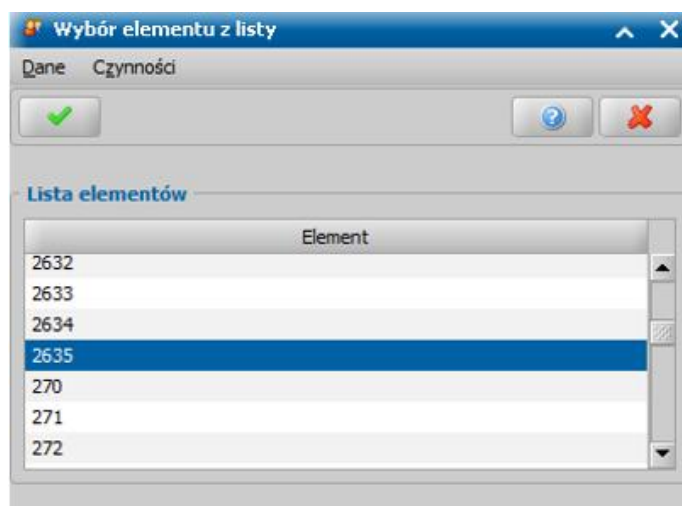 Wybór elementu z listy
Dane Czynności
Lista elementów
Element
2632
2633
2634
2635
270
271
272